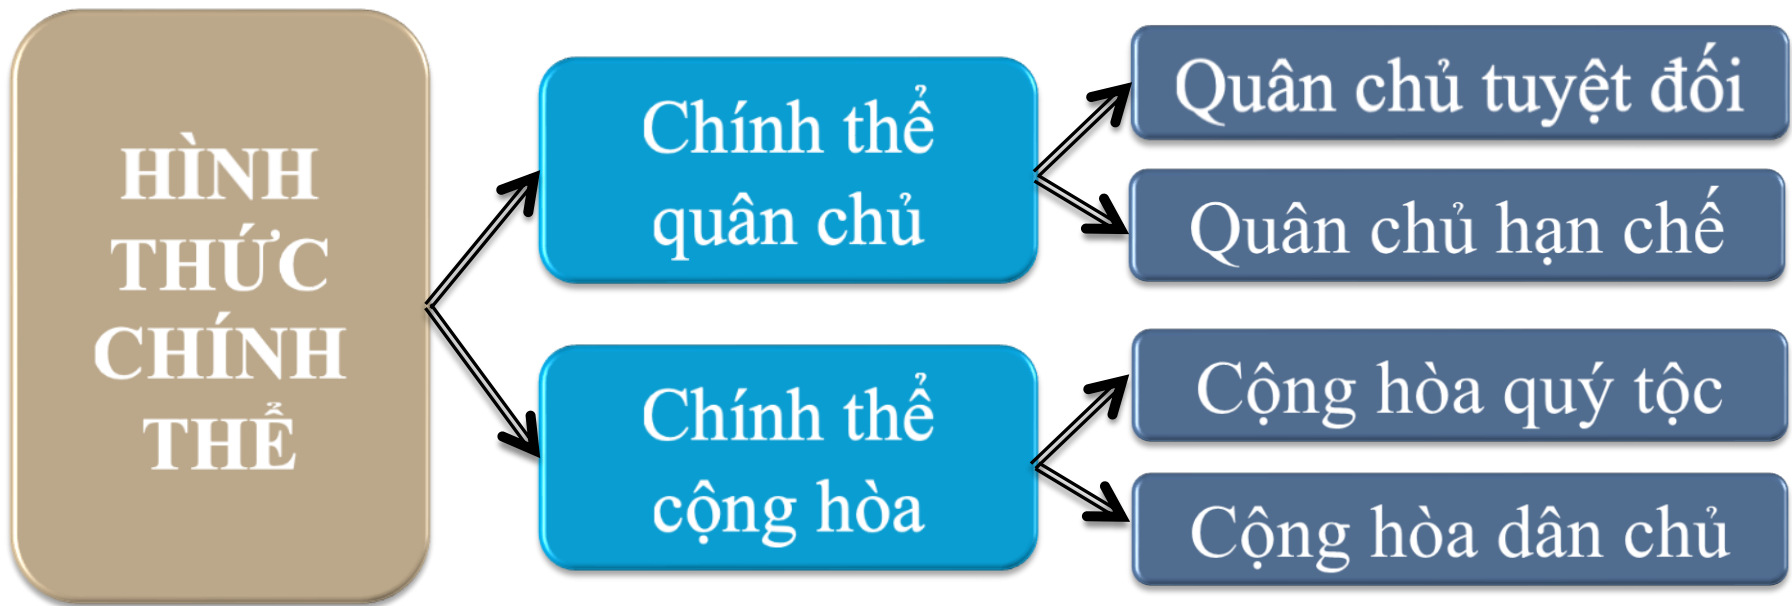 HÌNH
THỨC
CHÍNH
THỂ
Chính thể
quân chủ
Quân chủ tuyệt đối
Quân chủ hạn chế
Chính thể
cộng hòa
Cộng hòa quý tộc
Cộng hòa dân chủ